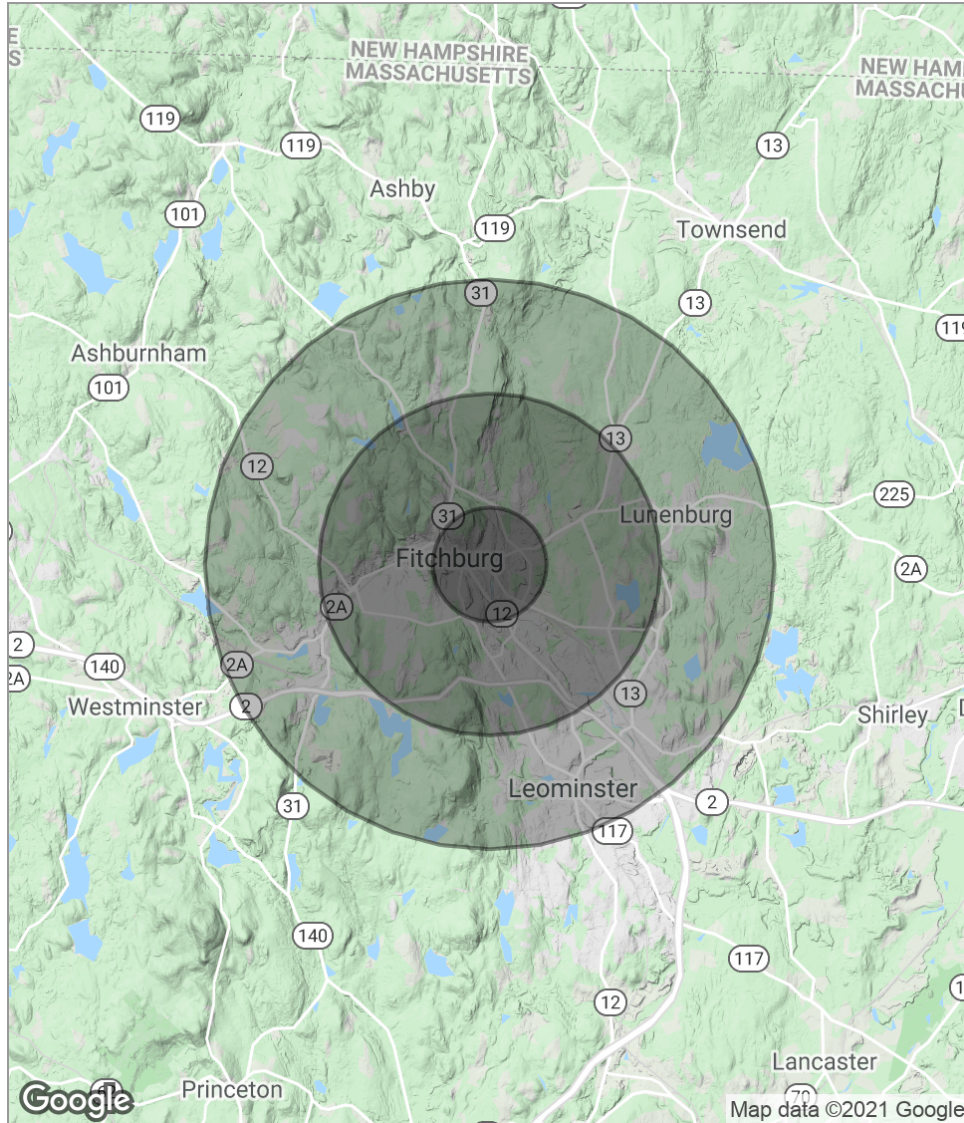 E
S
NEW HAMPSHIRE
MASSACHUSETTS
NEW HAM
MASSACHU
119
119
13
Ashby
101
119
Townsend
31
13
119
Ashburnham
101
13
12
225
31
Lunenburg
Fitchburg
2A
2A
12
2
2A
140
2A
13
Westminster
2
Shirley
D
Leominster
31
2
117
140
117
12
Lancaster
Princeton
70
Google
Map data ©2021 Google